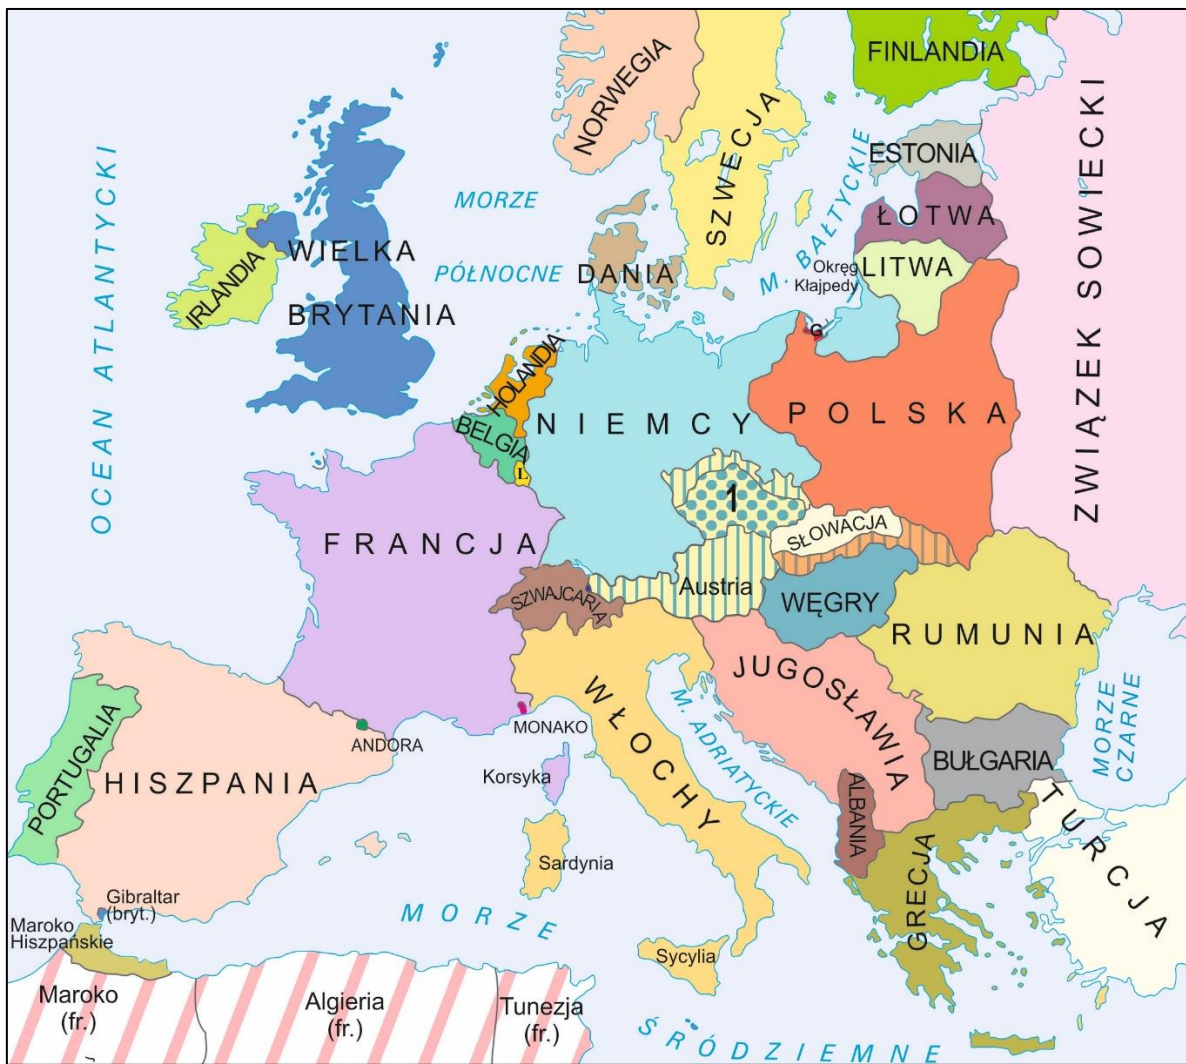 FINLANDIA
NORWEGIA
SZWECJA
ESTONIA
ŁOTWA
LITWA
Okręg
Kłajpedy
M. BAŁTYCKIE
MORZE
PÓŁNOCNE
DANIA
OCEAN ATLANTYCKI
IRLANDIA
WIELKA
BRYTANIA
ZWIĄZEK SOWIECKI
G
HOLANDIA
BELGIA
L
NIEMCY
POLSKA
1
SŁOWACJA
FRANCJA
SZWAJCARIA
Austria
WĘGRY
RUMUNIA
JUGOSŁAWIA
WŁOCHY
M. ADRIATYCKIE
MORZE
CZARNE
MONAKO
ANDORA
PORTUGALIA
HISZPANIA
Korsyka
BUŁGARIA
ALBANIA
TURCJA
GRECJA
Sardynia
Gibraltar
(bryt.)
Maroko
Hiszpańskie
MORZE
Sycylia
Maroko
(fr.)
Algieria
(fr.)
Tunezja
(fr.)
ŚRÓDZIEMNE